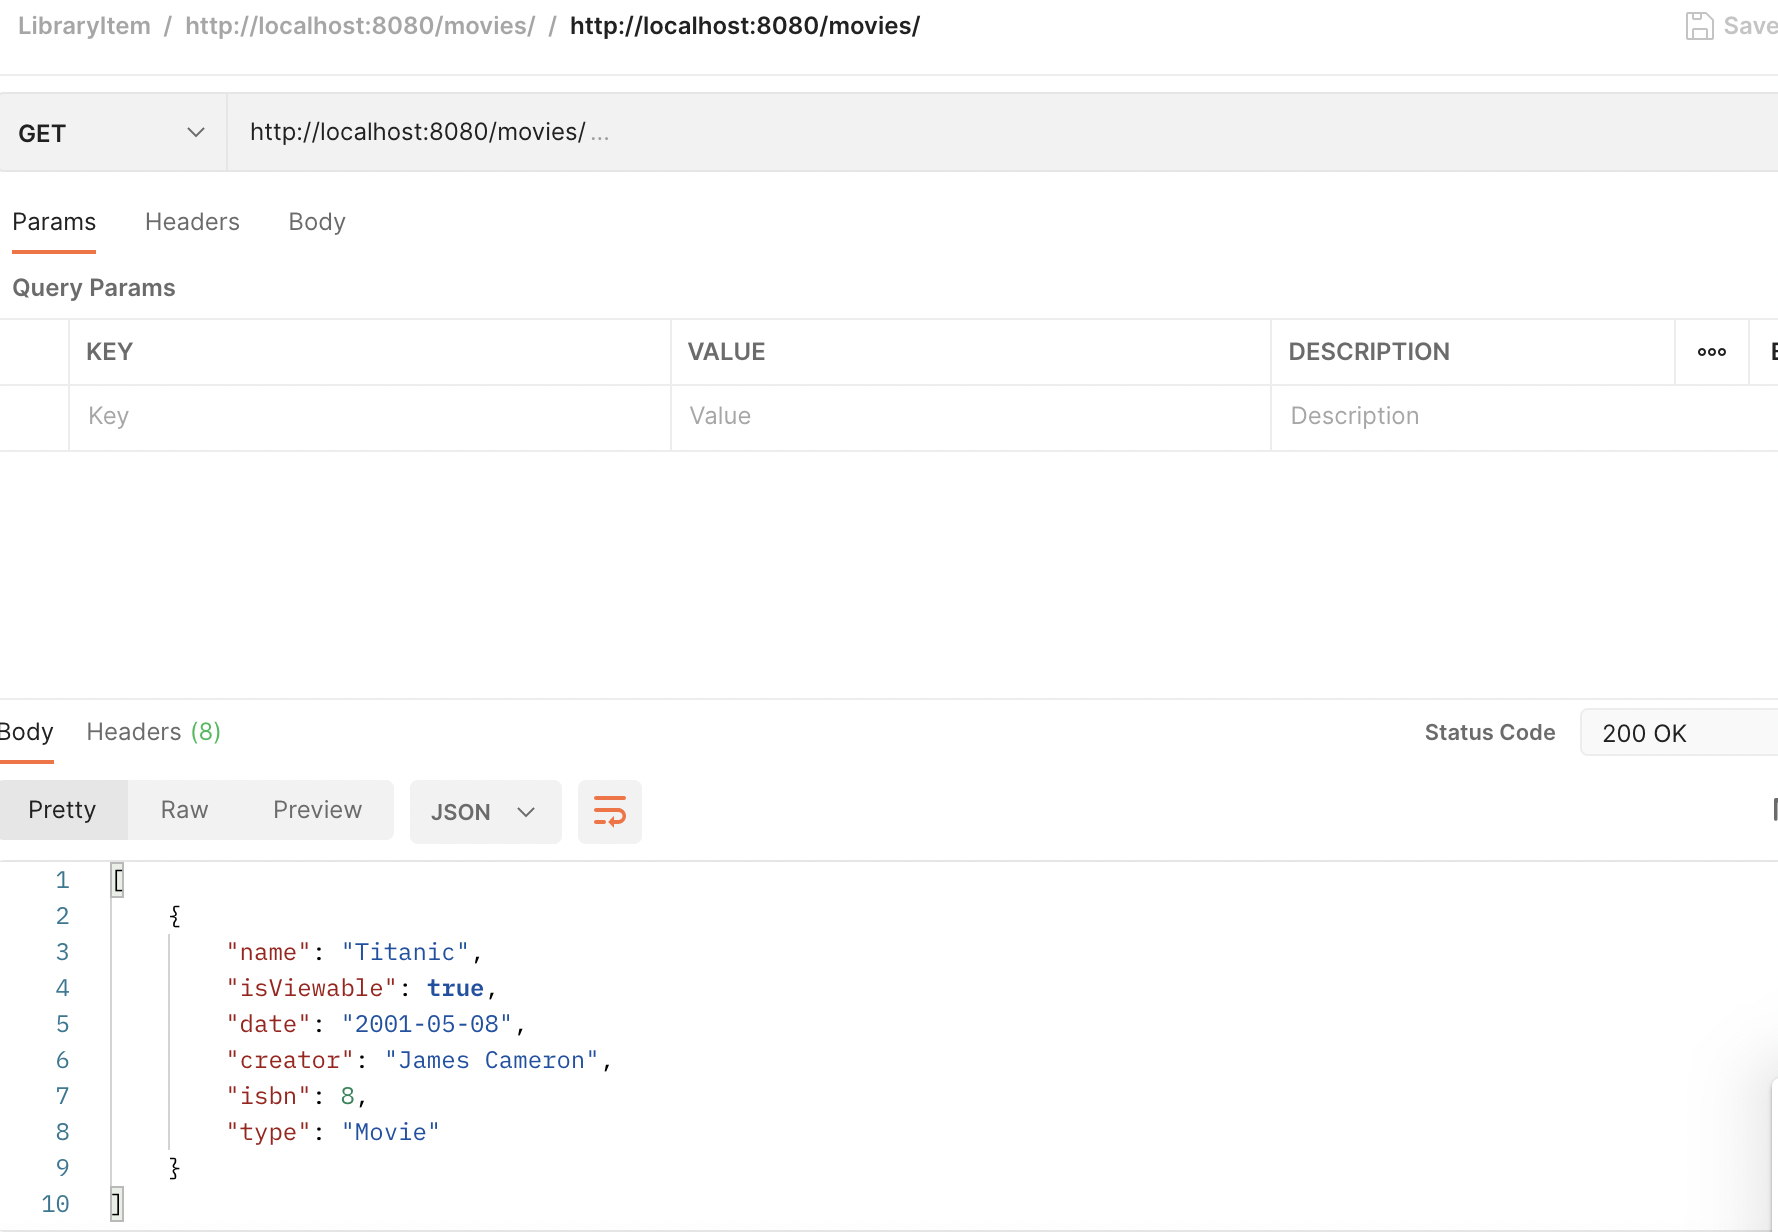 LibraryItem / http://localhost:8080/movies/ / http://localhost:8080/movies/
Save
GET http://localhost:8080/movies/ ...
Params Headers Body
Query Params
KEY VALUE DESCRIPTION
Key Value Description
Body Headers (8) Status Code 200 OK
Pretty Raw Preview JSON
1 [
2 {
3 "name": "Titanic",
4 "isViewable": true,
5 "date": "2001-05-08",
6 "creator": "James Cameron",
7 "isbn": 8,
8 "type": "Movie"
9 }
10 ]